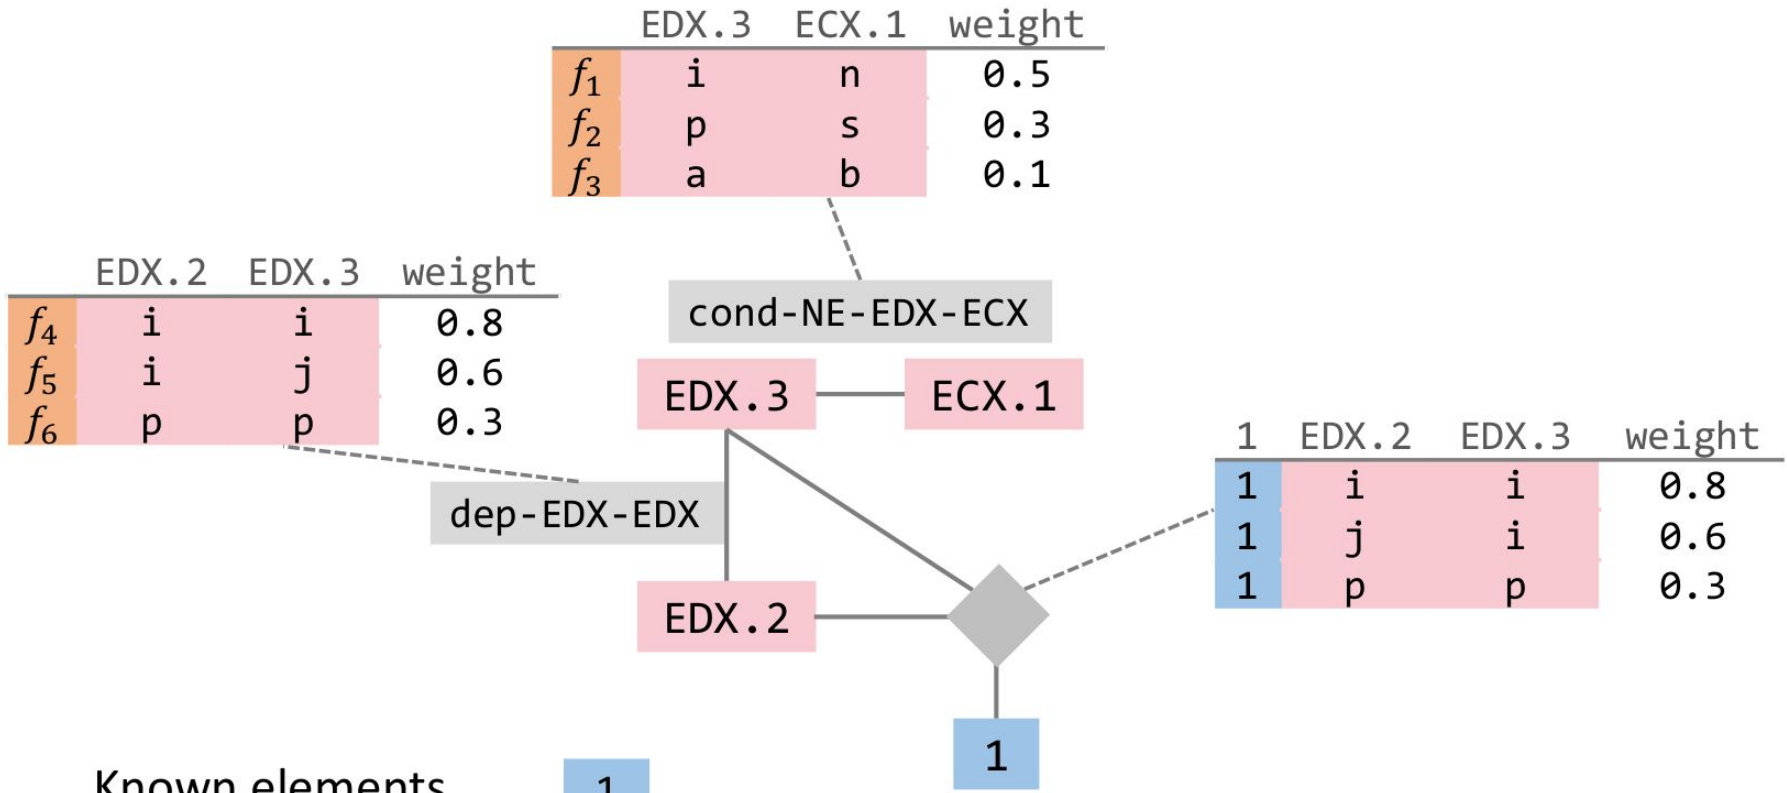 EDX.3 ECX.1 weight
f₁ i n 0.5
f₂ p s 0.3
f₃ a b 0.1
EDX.2 EDX.3 weight
f₄ i i 0.8
f₅ i j 0.6
f₆ p p 0.3
cond-NE-EDX-ECX
EDX.3 ECX.1
1 EDX.2 EDX.3 weight
1 i i 0.8
1 j i 0.6
1 p p 0.3
dep-EDX-EDX
EDX.2
1
Known elements 1